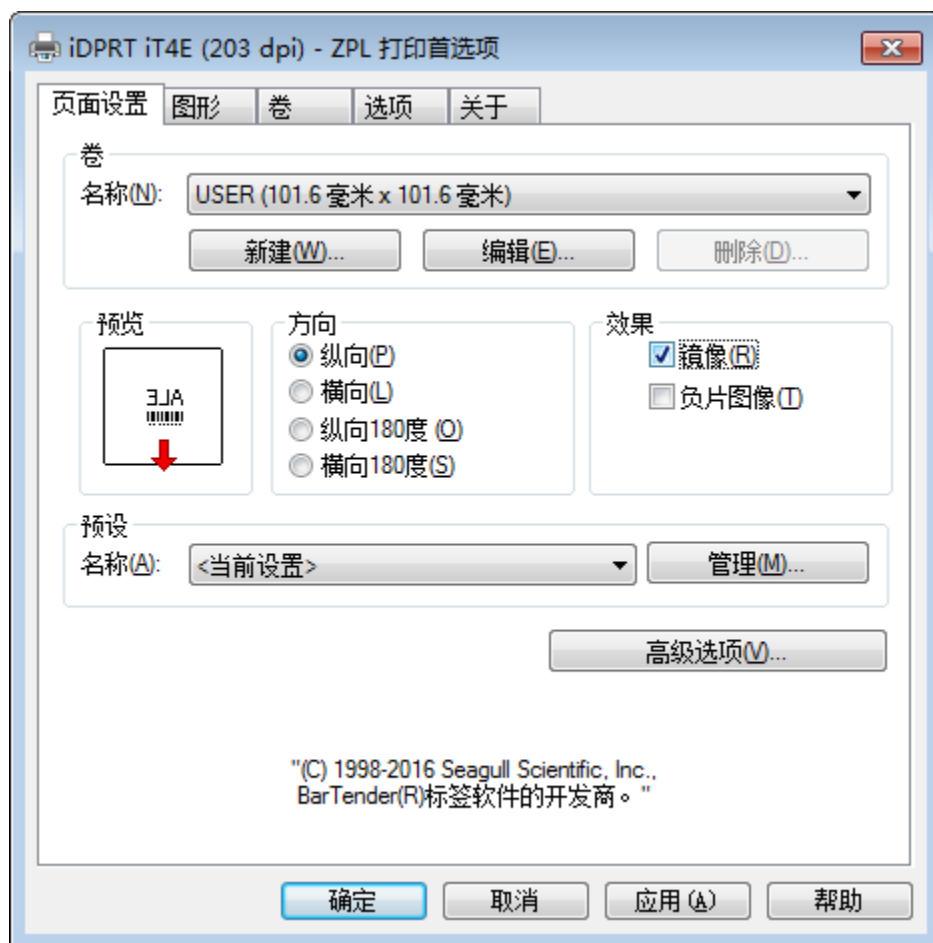 iDPRT iT4E (203 dpi) - ZPL 打印首选项
页面设置 图形 卷 选项 关于
卷
名称(N): USER (101.6 毫米 x 101.6 毫米)
新建(W)... 编辑(E)... 删除(D)...
预览 方向 效果
ALE
纵向(P) 镜像(R)
横向(L) 负片图像(T)
纵向180度 (O)
横向180度(S)
预设
名称(A): <当前设置> 管理(M)...
高级选项(V)...
"(C) 1998-2016 Seagull Scientific, Inc.,
BarTender(R)标签软件的开发商。"
确定 取消 应用 (A) 帮助